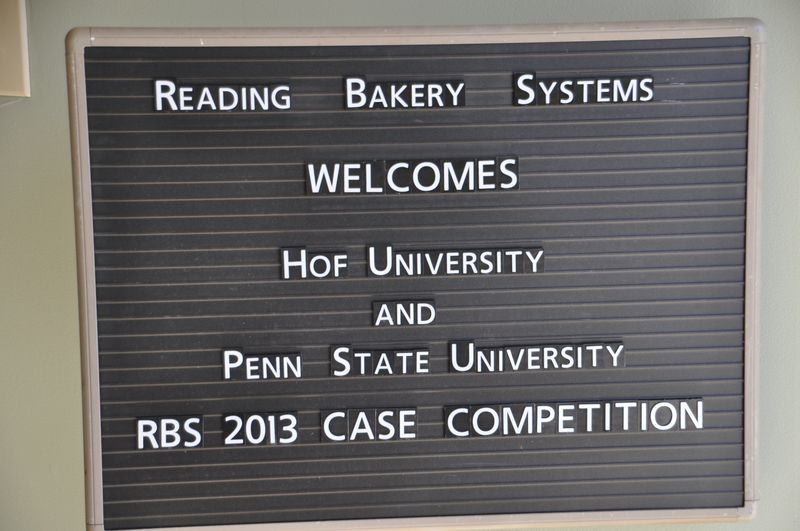 Reading Bakery Systems
WELCOMES
Hof University
AND
Penn State University
RBS 2013 CASE COMPETITION